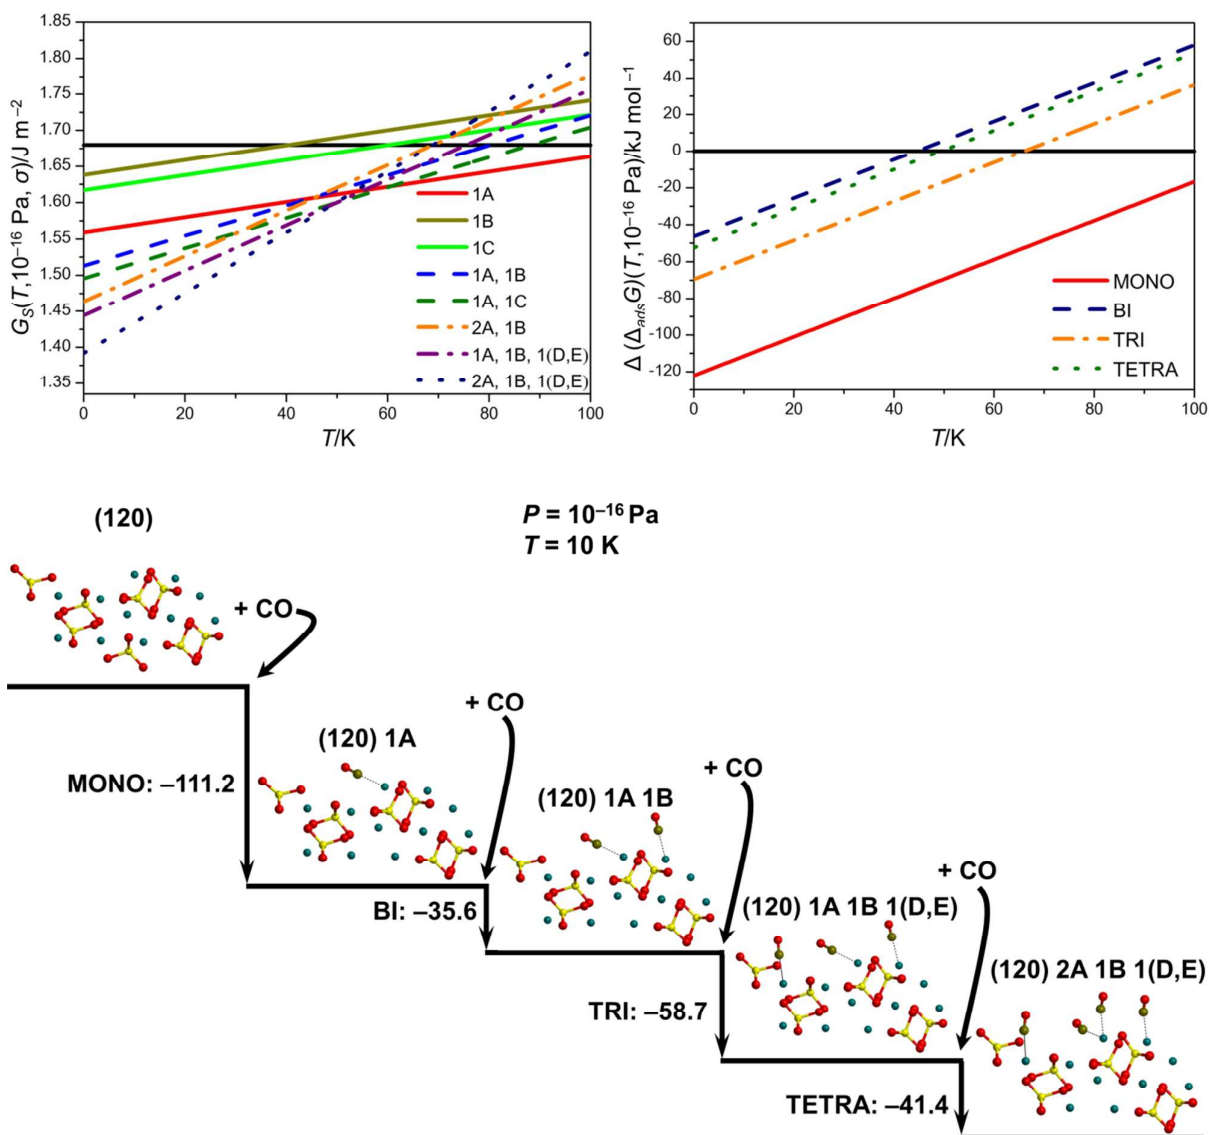 1.85
1.80
1.75
1.70
1.65
1.60
1.55
1.50
1.45
1.40
1.35
G_S(T,10⁻¹⁶ Pa, σ)/J m⁻²
0 20 40 60 80 100
T/K
1A
1B
1C
1A, 1B
1A, 1C
2A, 1B
1A, 1B, 1(D,E)
2A, 1B, 1(D,E)
60
40
20
0
-20
-40
-60
-80
-100
-120
Δ (Δ_ads G)(T,10⁻¹⁶ Pa)/kJ mol⁻¹
0 20 40 60 80 100
T/K
MONO
BI
TRI
TETRA
P = 10⁻¹⁶ Pa
T = 10 K
(120)
+ CO
MONO: –111.2
(120) 1A
+ CO
BI: –35.6
(120) 1A 1B
+ CO
TRI: –58.7
(120) 1A 1B 1(D,E)
+ CO
TETRA: –41.4
(120) 2A 1B 1(D,E)